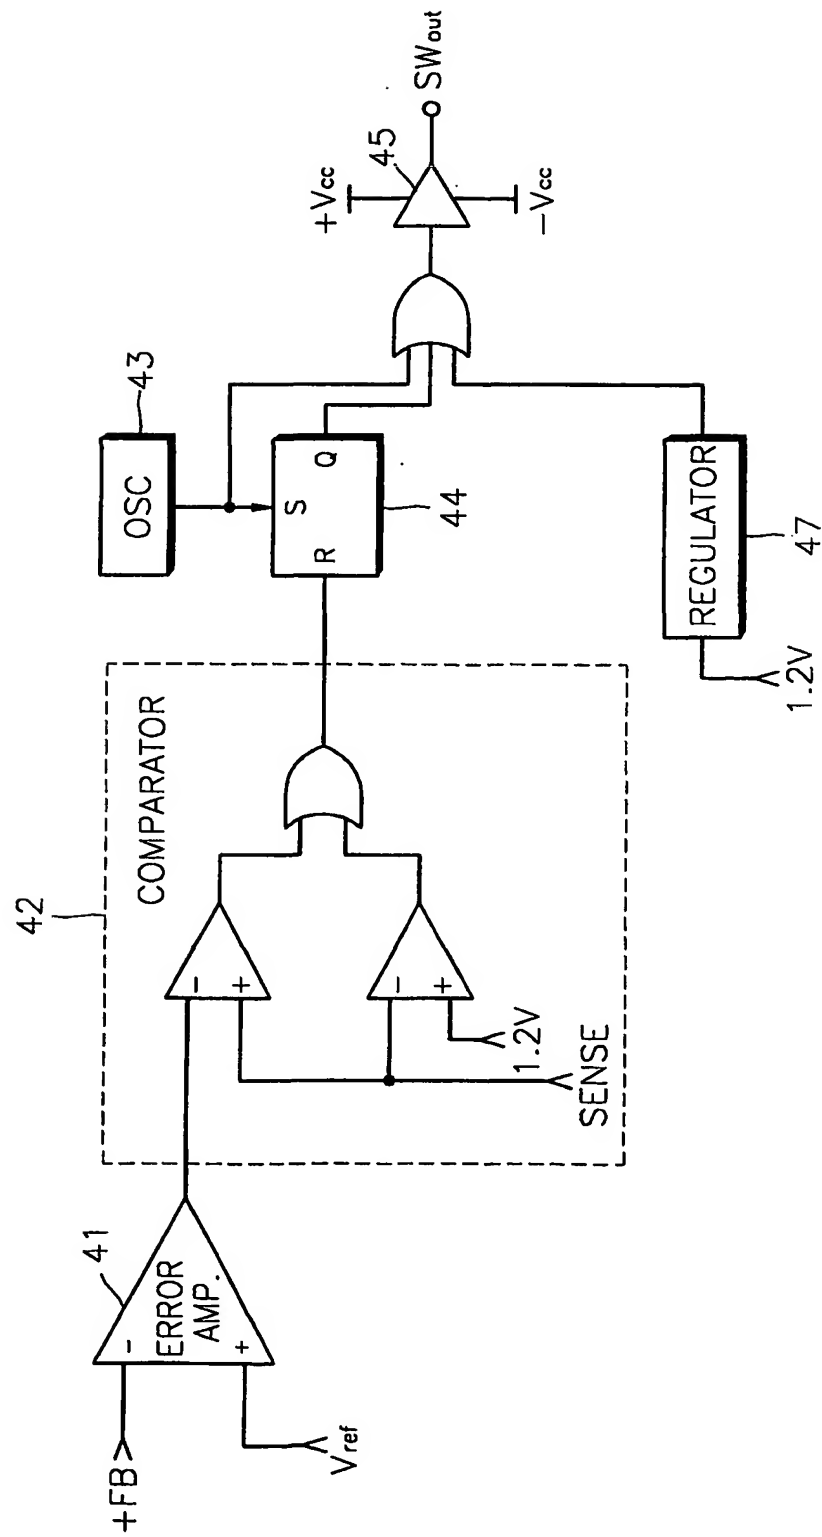 +FB
Vref
41
ERROR
AMP.
-
+
42
COMPARATOR
-
+
-
+
1.2V
SENSE
OSC
43
R
S
Q
44
1.2V
REGULATOR
47
+Vcc
45
-Vcc
SWout